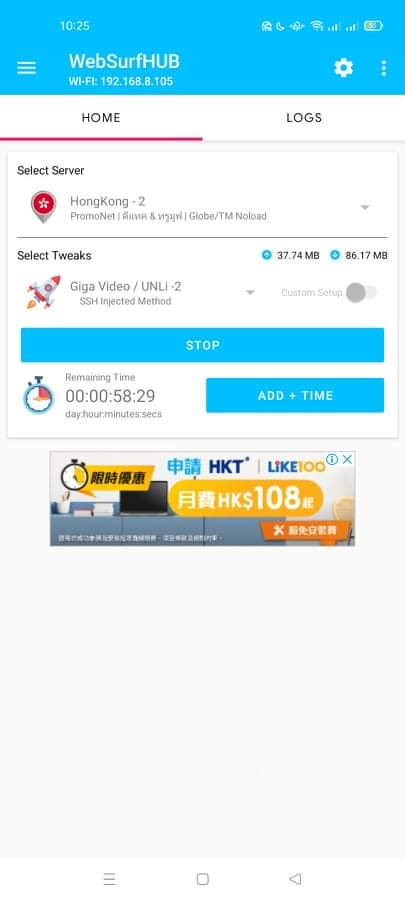 10:25
WebSurfHUB
WI-FI: 192.168.8.105
HOME
LOGS
Select Server
HongKong - 2
PromoNet | ดีแทค & ทรูมูฟ | Globe/TM Noload
Select Tweaks
37.74 MB
86.17 MB
Giga Video / UNLi -2
SSH Injected Method
Custom Setup
STOP
Remaining Time
00:00:58:29
day:hour:minutes:secs
ADD + TIME
限時優惠
申請 HKT | LiKE100
月費HK$108起
豁免安裝費